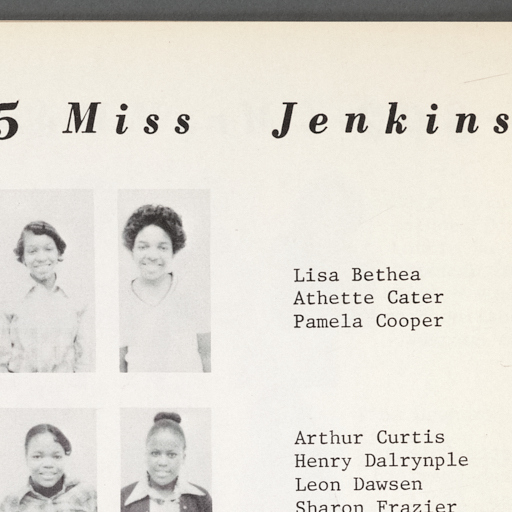 5 Miss Jenkins
Lisa Bethea
Athette Cater
Pamela Cooper
Arthur Curtis
Henry Dalrynple
Leon Dawsen
Sharon Frazier